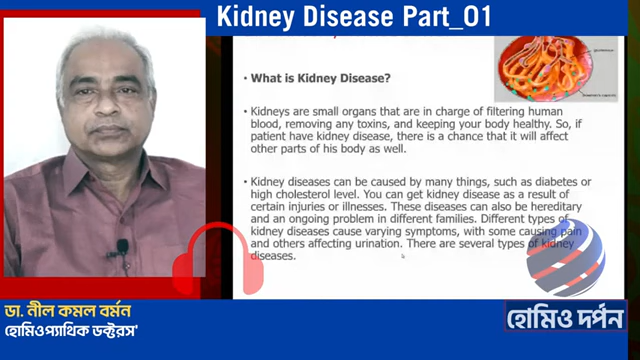 Kidney Disease Part_01
• What is Kidney Disease?
• Kidneys are small organs that are in charge of filtering human
blood, removing any toxins, and keeping your body healthy. So, if
patient have kidney disease, there is a chance that it will affect
other parts of his body as well.
• Kidney diseases can be caused by many things, such as diabetes or
high cholesterol level. You can get kidney disease as a result of
certain injuries or illnesses. These diseases can also be hereditary
and an ongoing problem in different families. Different types of
kidney diseases cause varying symptoms, with some causing pain
and others affecting urination. There are several types of kidney
diseases.
ডা. নীল কমল বর্মন
হোমিওপ্যাথিক ডক্টরস'
হোমিও দর্পন